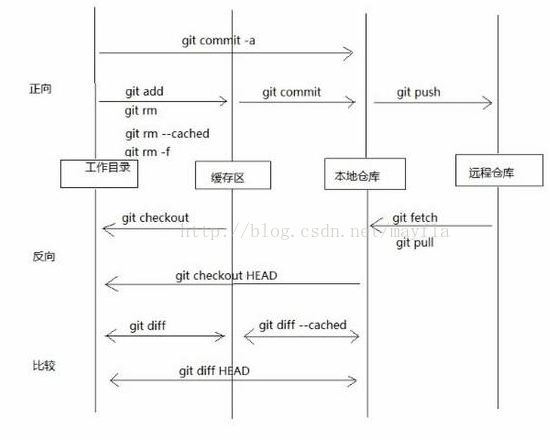 git commit -a
正向
git add
git commit
git push
git rm
git rm --cached
git rm -f
工作目录
缓存区
本地仓库
远程仓库
git checkout
git fetch
http://blog.csdn.net/mayfla
git pull
反向
git checkout HEAD
git diff
git diff --cached
比较
git diff HEAD